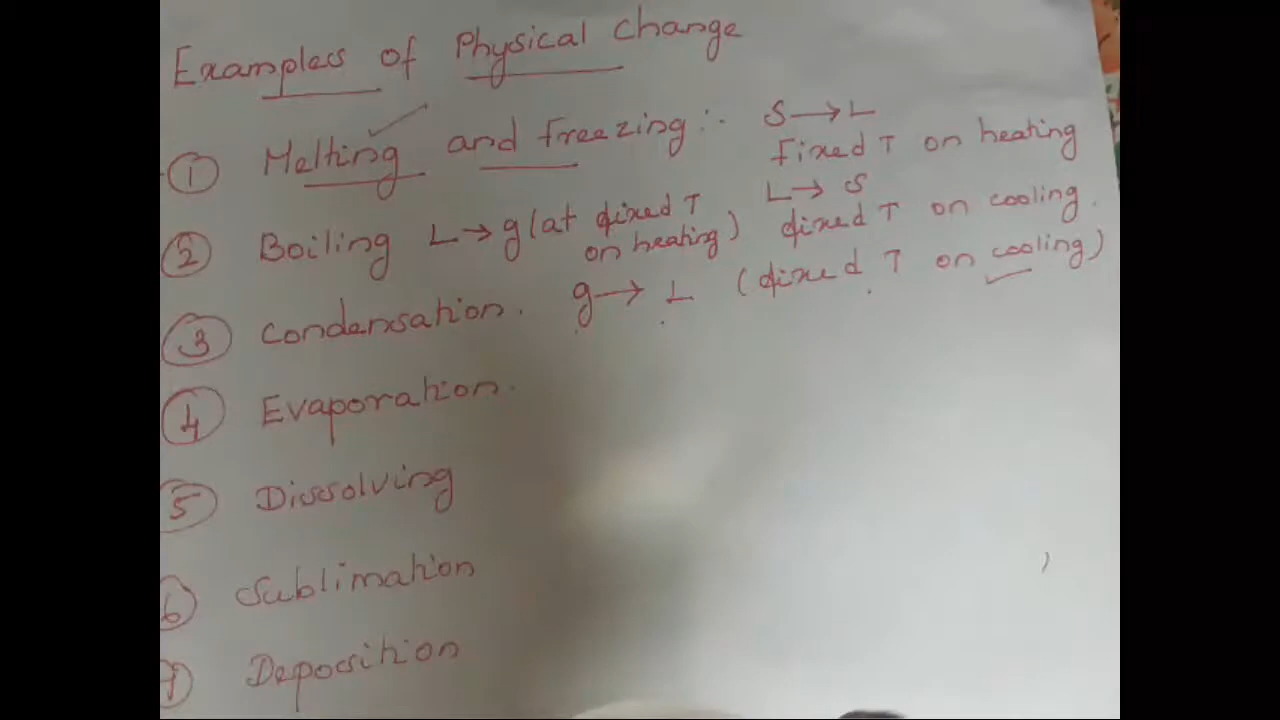 Examples of Physical Change
① Melting and freezing :- S → L
fixed T on heating
L → S
fixed T on cooling.
② Boiling L → g (at fixed T
on heating)
③ Condensation. g → L (fixed T on cooling)
④ Evaporation.
⑤ Dissolving
⑥ Sublimation
⑦ Deposition